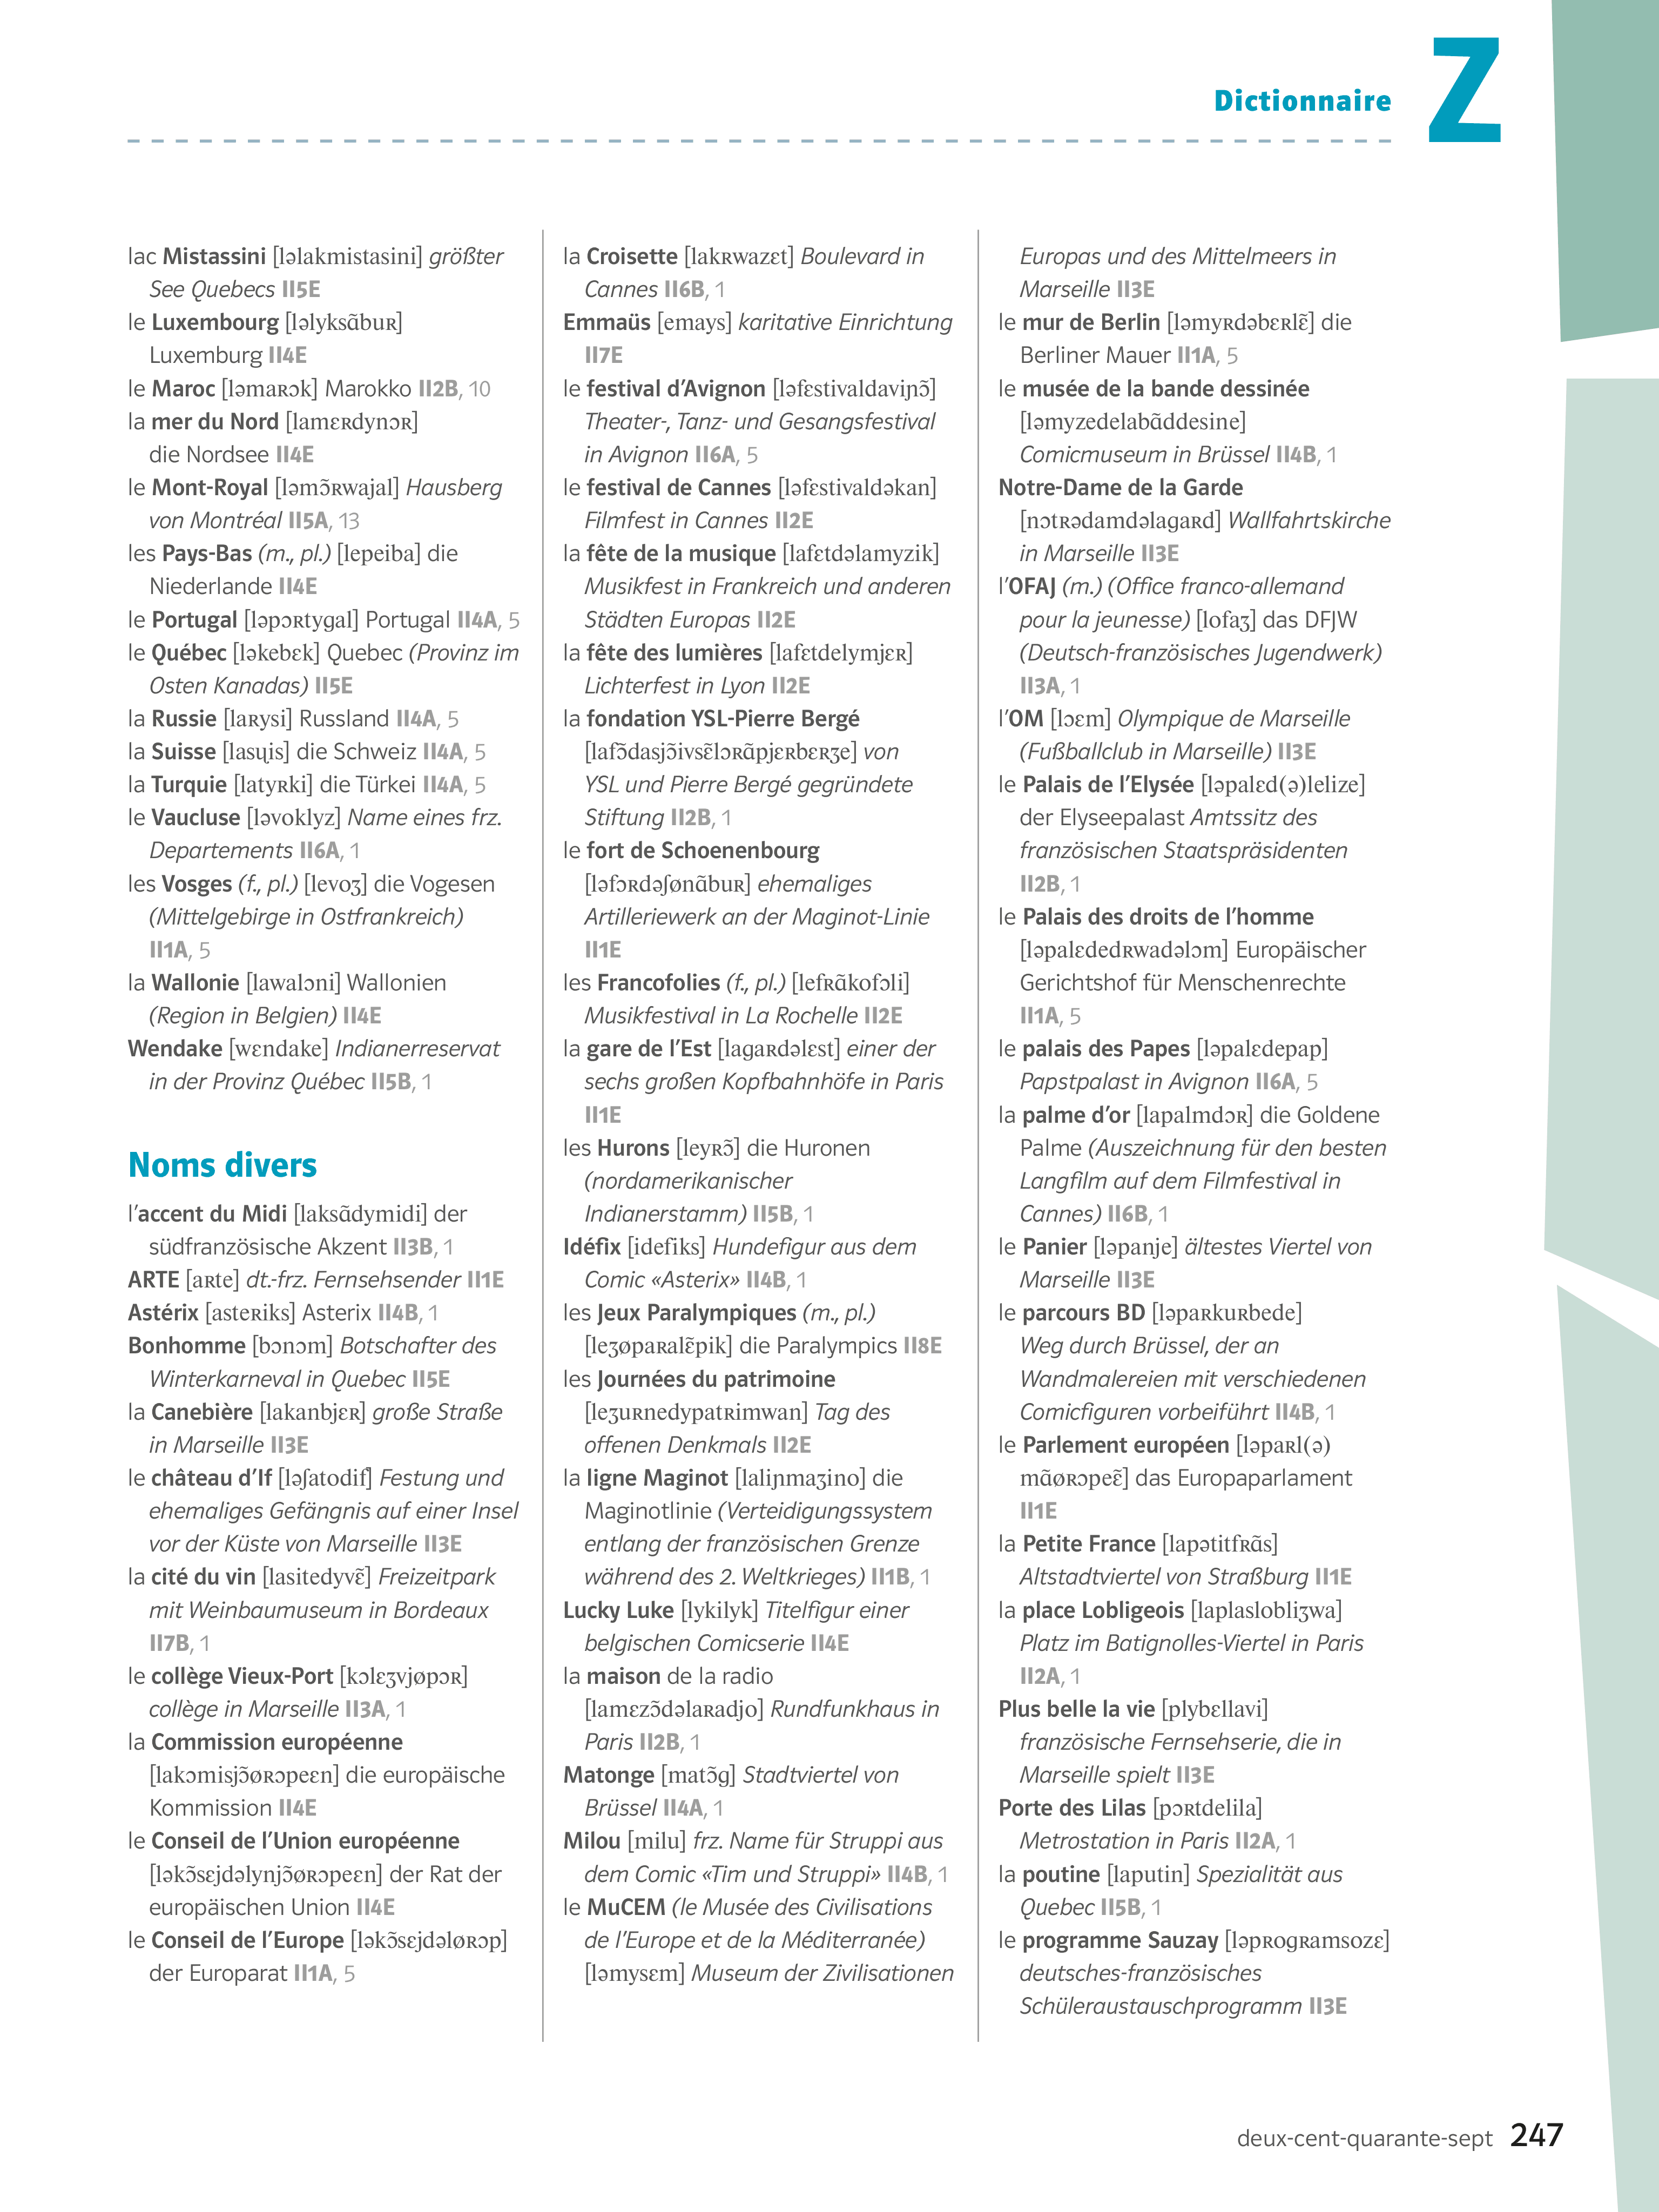 Dictionnaire
Z
lac Mistassini [ləlakmistasini] größter
See Quebecs II5E
le Luxembourg [ləlyksɑ̃buʀ]
Luxemburg II4E
le Maroc [ləmaʀɔk] Marokko II2B, 10
la mer du Nord [lamɛʀdynɔʀ]
die Nordsee II4E
le Mont-Royal [ləmɔ̃ʀwajal] Hausberg
von Montréal II5A, 13
les Pays-Bas (m., pl.) [lepeiba] die
Niederlande II4E
le Portugal [ləpɔʀtygal] Portugal II4A, 5
le Québec [ləkebɛk] Quebec (Provinz im
Osten Kanadas) II5E
la Russie [laʀysi] Russland II4A, 5
la Suisse [lasɥis] die Schweiz II4A, 5
la Turquie [latyʀki] die Türkei II4A, 5
le Vaucluse [ləvoklyz] Name eines frz.
Departements II6A, 1
les Vosges (f., pl.) [levoʒ] die Vogesen
(Mittelgebirge in Ostfrankreich)
II1A, 5
la Wallonie [lawalɔni] Wallonien
(Region in Belgien) II4E
Wendake [wɛndake] Indianerreservat
in der Provinz Québec II5B, 1
Noms divers
l’accent du Midi [laksɑ̃dymidi] der
südfranzösische Akzent II3B, 1
ARTE [aʀte] dt.-frz. Fernsehsender II1E
Astérix [asteʀiks] Asterix II4B, 1
Bonhomme [bɔnɔm] Botschafter des
Winterkarneval in Quebec II5E
la Canebière [lakanbjɛʀ] große Straße
in Marseille II3E
le château d’If [ləʃatodif] Festung und
ehemaliges Gefängnis auf einer Insel
vor der Küste von Marseille II3E
la cité du vin [lasitedyvɛ̃] Freizeitpark
mit Weinbaumuseum in Bordeaux
II7B, 1
le collège Vieux-Port [kɔlɛʒvjøpɔʀ]
collège in Marseille II3A, 1
la Commission européenne
[lakɔmisjɔ̃øʀɔpeɛn] die europäische
Kommission II4E
le Conseil de l’Union européenne
[ləkɔ̃sɛjdəlynjɔ̃øʀɔpeɛn] der Rat der
europäischen Union II4E
le Conseil de l’Europe [ləkɔ̃sɛjdəløʀɔp]
der Europarat II1A, 5
la Croisette [lakʀwazɛt] Boulevard in
Cannes II6B, 1
Emmaüs [emays] karitative Einrichtung
II7E
le festival d’Avignon [ləfɛstivaldaviɲɔ̃]
Theater-, Tanz- und Gesangsfestival
in Avignon II6A, 5
le festival de Cannes [ləfɛstivaldəkan]
Filmfest in Cannes II2E
la fête de la musique [lafɛtdəlamyzik]
Musikfest in Frankreich und anderen
Städten Europas II2E
la fête des lumières [lafɛtdelymjɛʀ]
Lichterfest in Lyon II2E
la fondation YSL-Pierre Bergé
[lafɔ̃dasjɔ̃ivsɛ̃lɔʀɑ̃pjɛʀbɛʀʒe] von
YSL und Pierre Bergé gegründete
Stiftung II2B, 1
le fort de Schoenenbourg
[ləfɔʀdəʃønɑ̃buʀ] ehemaliges
Artilleriewerk an der Maginot-Linie
II1E
les Francofolies (f., pl.) [lefʀɑ̃kofɔli]
Musikfestival in La Rochelle II2E
la gare de l’Est [lagaʀdəlɛst] einer der
sechs großen Kopfbahnhöfe in Paris
II1E
les Hurons [leyʀɔ̃] die Huronen
(nordamerikanischer
Indianerstamm) II5B, 1
Idéfix [idefiks] Hundefigur aus dem
Comic «Asterix» II4B, 1
les Jeux Paralympiques (m., pl.)
[leʒøpaʀalɛ̃pik] die Paralympics II8E
les Journées du patrimoine
[leʒuʀnedypatʀimwan] Tag des
offenen Denkmals II2E
la ligne Maginot [laliɲmaʒino] die
Maginotlinie (Verteidigungssystem
entlang der französischen Grenze
während des 2. Weltkrieges) II1B, 1
Lucky Luke [lykilyk] Titelfigur einer
belgischen Comicserie II4E
la maison de la radio
[lamɛzɔ̃dəlaʀadjo] Rundfunkhaus in
Paris II2B, 1
Matonge [matɔ̃g] Stadtviertel von
Brüssel II4A, 1
Milou [milu] frz. Name für Struppi aus
dem Comic «Tim und Struppi» II4B, 1
le MuCEM (le Musée des Civilisations
de l’Europe et de la Méditerranée)
[ləmysɛm] Museum der Zivilisationen
Europas und des Mittelmeers in
Marseille II3E
le mur de Berlin [ləmyʀdəbɛʀlɛ̃] die
Berliner Mauer II1A, 5
le musée de la bande dessinée
[ləmyzedelabɑ̃ddesine]
Comicmuseum in Brüssel II4B, 1
Notre-Dame de la Garde
[nɔtʀədamdəlagaʀd] Wallfahrtskirche
in Marseille II3E
l’OFAJ (m.) (Office franco-allemand
pour la jeunesse) [lofaʒ] das DFJW
(Deutsch-französisches Jugendwerk)
II3A, 1
l’OM [lɔɛm] Olympique de Marseille
(Fußballclub in Marseille) II3E
le Palais de l’Elysée [ləpalɛd(ə)lelize]
der Elyseepalast Amtssitz des
französischen Staatspräsidenten
II2B, 1
le Palais des droits de l’homme
[ləpalɛdedʀwadəlɔm] Europäischer
Gerichtshof für Menschenrechte
II1A, 5
le palais des Papes [ləpalɛdepap]
Papstpalast in Avignon II6A, 5
la palme d’or [lapalmdɔʀ] die Goldene
Palme (Auszeichnung für den besten
Langfilm auf dem Filmfestival in
Cannes) II6B, 1
le Panier [ləpanje] ältestes Viertel von
Marseille II3E
le parcours BD [ləpaʀkuʀbede]
Weg durch Brüssel, der an
Wandmalereien mit verschiedenen
Comicfiguren vorbeiführt II4B, 1
le Parlement européen [ləpaʀl(ə)
mɑ̃øʀɔpeɛ̃] das Europaparlament
II1E
la Petite France [lapətitfʀɑ̃s]
Altstadtviertel von Straßburg II1E
la place Lobligeois [laplaslobliʒwa]
Platz im Batignolles-Viertel in Paris
II2A, 1
Plus belle la vie [plybɛllavi]
französische Fernsehserie, die in
Marseille spielt II3E
Porte des Lilas [pɔʀtdelila]
Metrostation in Paris II2A, 1
la poutine [laputin] Spezialität aus
Quebec II5B, 1
le programme Sauzay [ləpʀogʀamsozɛ]
deutsches-französisches
Schüleraustauschprogramm II3E
deux-cent-quarante-sept 247